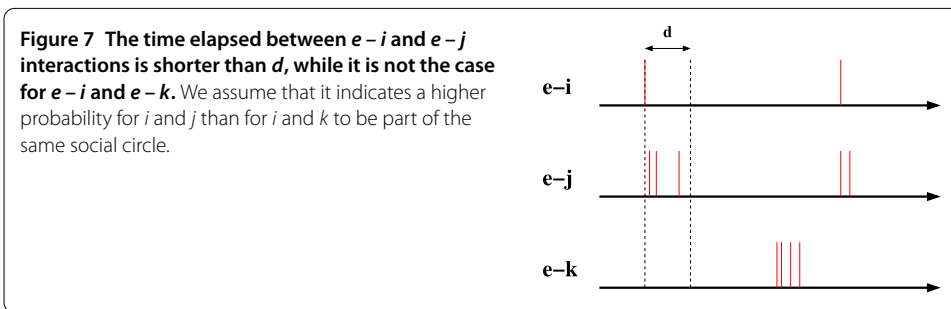 Figure 7 The time elapsed between e – i and e – j
interactions is shorter than d, while it is not the case
for e – i and e – k. We assume that it indicates a higher
probability for i and j than for i and k to be part of the
same social circle.
d
e–i
e–j
e–k